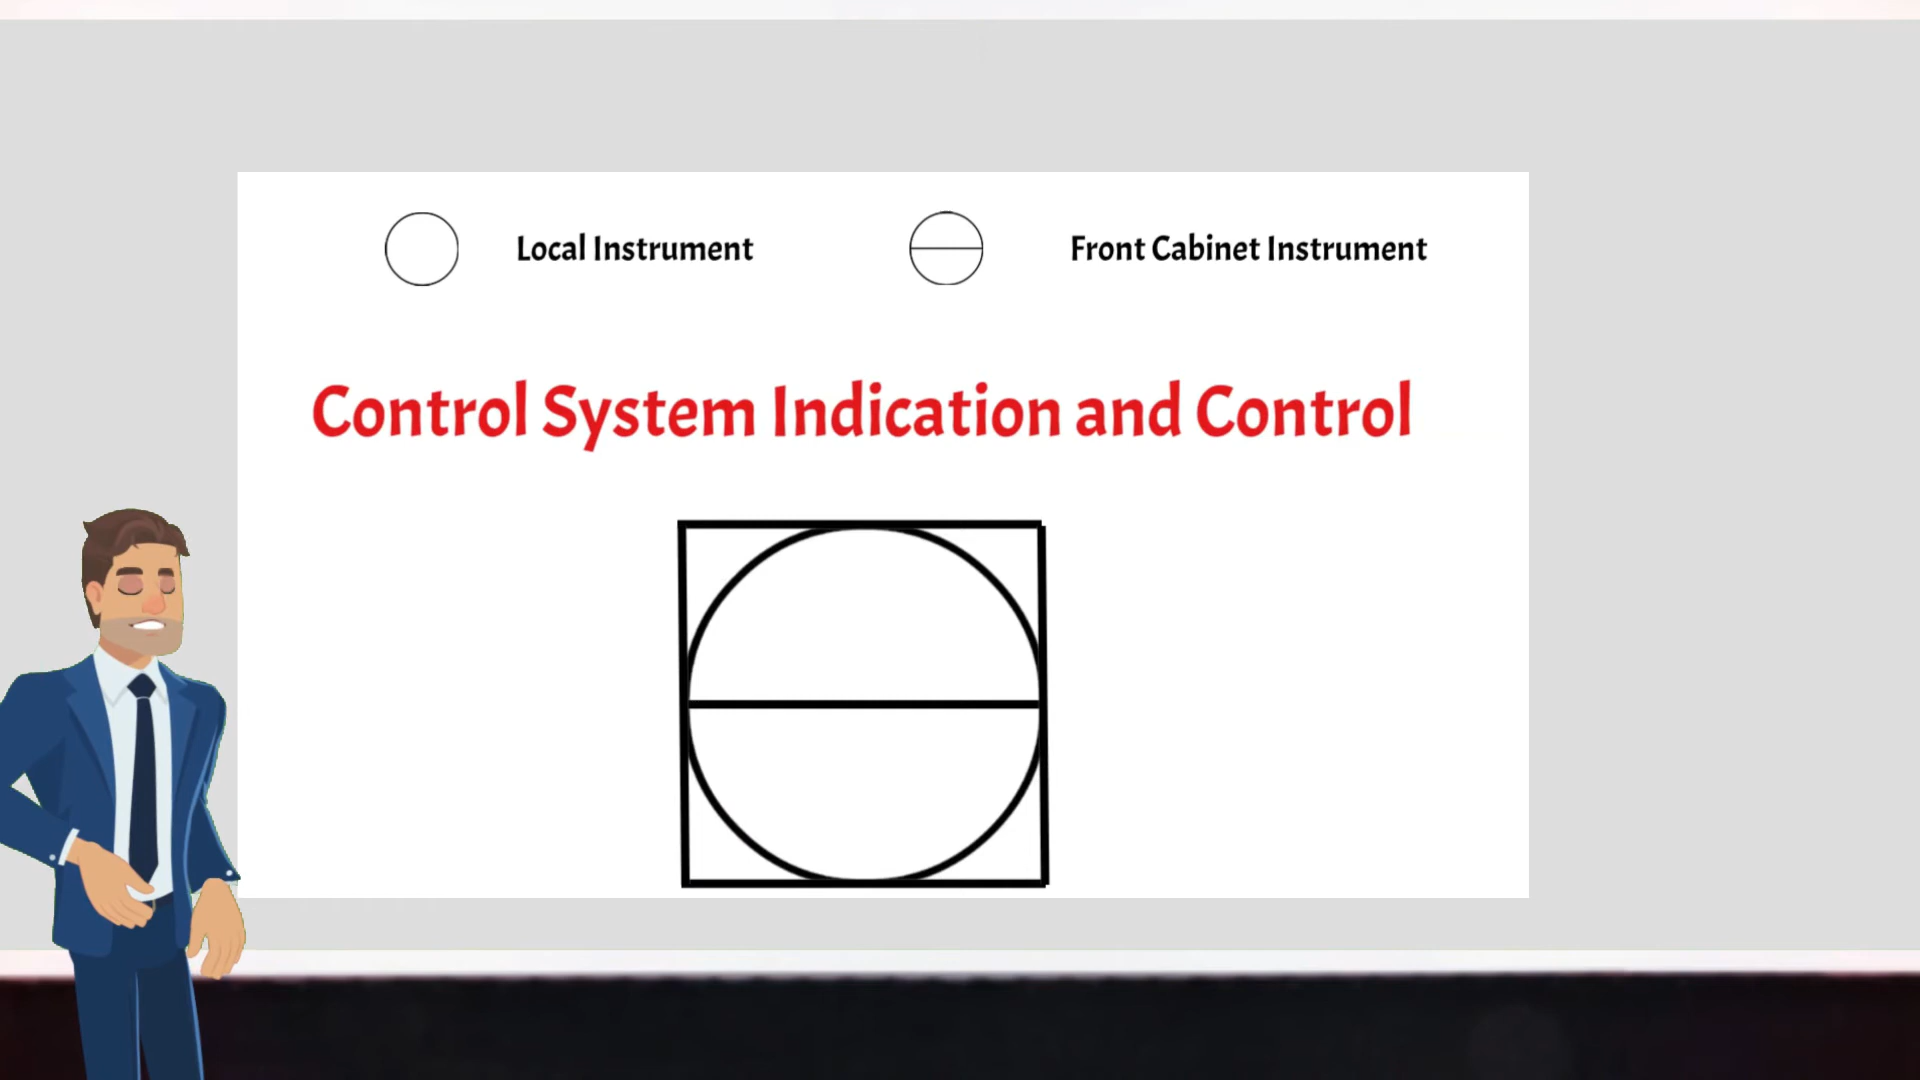 Local Instrument
Front Cabinet Instrument
Control System Indication and Control